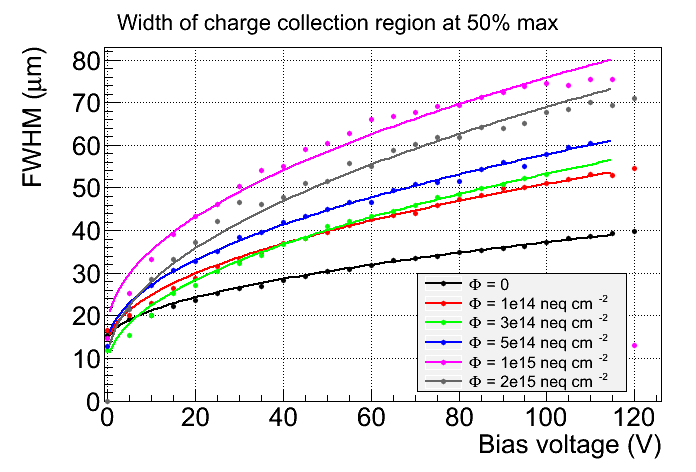 Width of charge collection region at 50% max
FWHM (μm)
80
70
60
50
40
30
20
10
0
0 20 40 60 80 100 120
Bias voltage (V)
Φ = 0
Φ = 1e14 neq cm -2
Φ = 3e14 neq cm -2
Φ = 5e14 neq cm -2
Φ = 1e15 neq cm -2
Φ = 2e15 neq cm -2